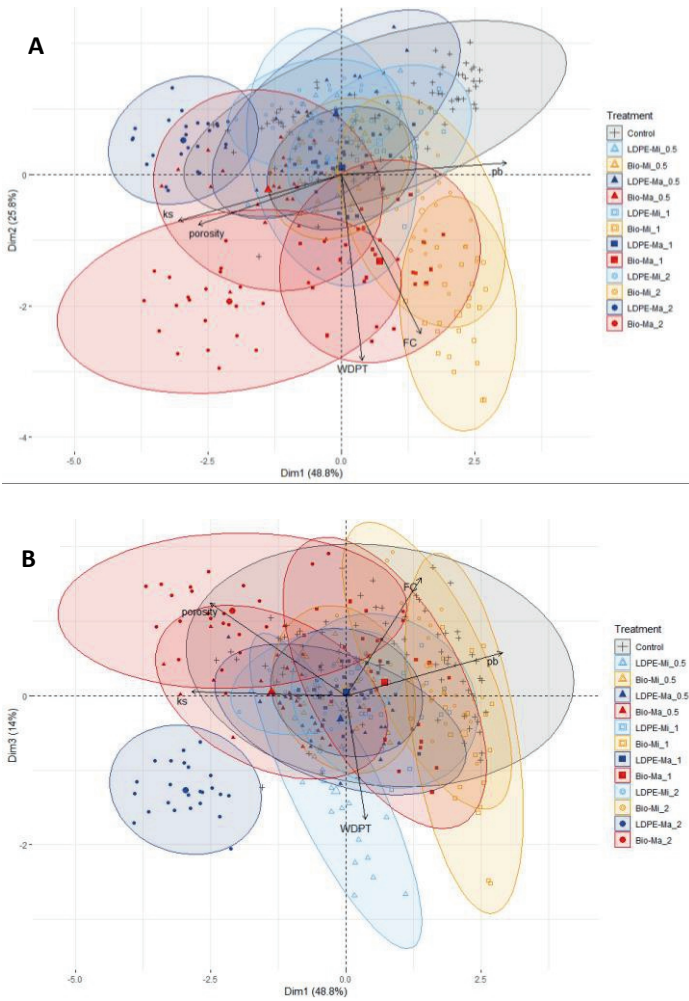 A
Dim2 (25.8%)
0
-2
-4
pb
ks
porosity
FC
WDPT
-5.0
-2.5
0.0
2.5
Dim1 (48.8%)
Treatment
Control
LDPE-Mi_0.5
Bio-Mi_0.5
LDPE-Ma_0.5
Bio-Ma_0.5
LDPE-Mi_1
Bio-Mi_1
LDPE-Ma_1
Bio-Ma_1
LDPE-Mi_2
Bio-Mi_2
LDPE-Ma_2
Bio-Ma_2
B
Dim3 (14%)
0
-2
FC
porosity
pb
ks
WDPT
-5.0
-2.5
0.0
2.5
Dim1 (48.8%)
Treatment
Control
LDPE-Mi_0.5
Bio-Mi_0.5
LDPE-Ma_0.5
Bio-Ma_0.5
LDPE-Mi_1
Bio-Mi_1
LDPE-Ma_1
Bio-Ma_1
LDPE-Mi_2
Bio-Mi_2
LDPE-Ma_2
Bio-Ma_2